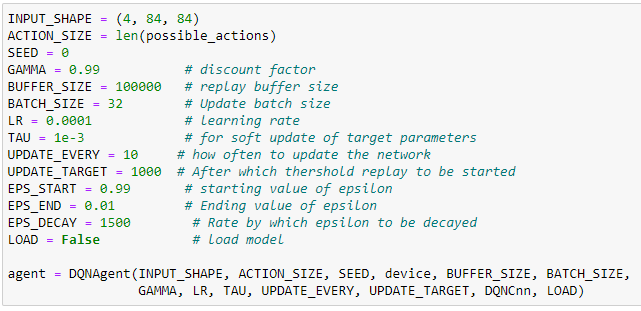 INPUT_SHAPE = (4, 84, 84)
ACTION_SIZE = len(possible_actions)
SEED = 0
GAMMA = 0.99           # discount factor
BUFFER_SIZE = 100000   # replay buffer size
BATCH_SIZE = 32        # Update batch size
LR = 0.0001            # learning rate
TAU = 1e-3             # for soft update of target parameters
UPDATE_EVERY = 10     # how often to update the network
UPDATE_TARGET = 1000  # After which thershold replay to be started
EPS_START = 0.99       # starting value of epsilon
EPS_END = 0.01         # Ending value of epsilon
EPS_DECAY = 1500        # Rate by which epsilon to be decayed
LOAD = False            # load model

agent = DQNAgent(INPUT_SHAPE, ACTION_SIZE, SEED, device, BUFFER_SIZE, BATCH_SIZE,
                 GAMMA, LR, TAU, UPDATE_EVERY, UPDATE_TARGET, DQNCnn, LOAD)